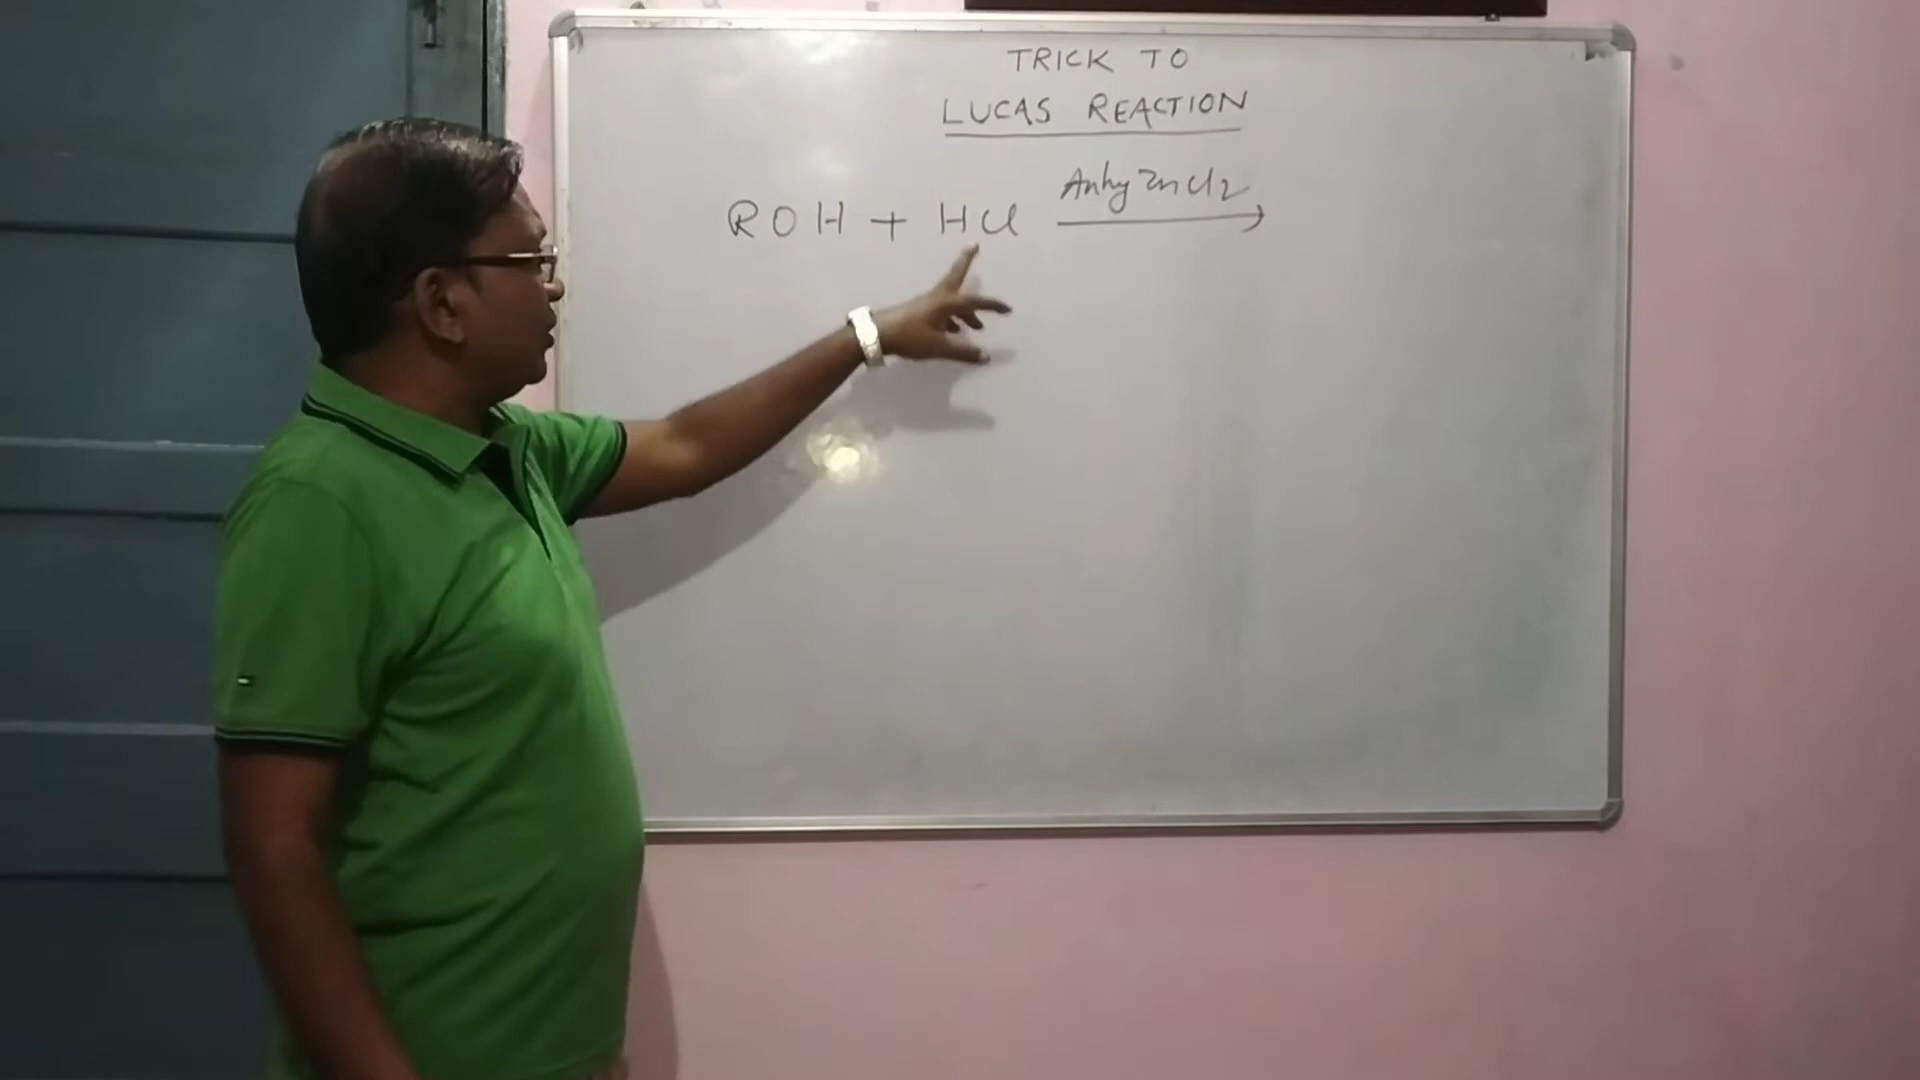 TRICK TO
LUCAS REACTION
Anhy ZnCl2
ROH + HCl